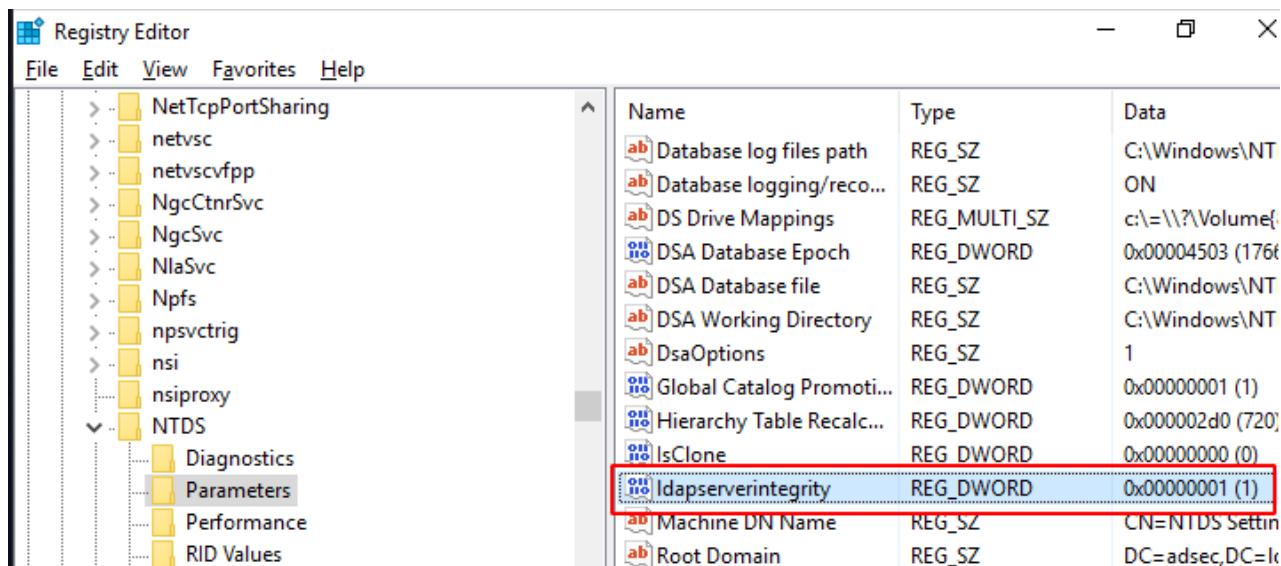 Registry Editor
File Edit View Favorites Help
NetTcpPortSharing
netvsc
netvscvfpp
NgcCtnrSvc
NgcSvc
NlaSvc
Npfs
npsvctrig
nsi
nsiproxy
NTDS
Diagnostics
Parameters
Performance
RID Values
Name Type Data
Database log files path REG_SZ C:\Windows\NT
Database logging/reco... REG_SZ ON
DS Drive Mappings REG_MULTI_SZ c:\=\\?\Volume{
DSA Database Epoch REG_DWORD 0x00004503 (1766
DSA Database file REG_SZ C:\Windows\NT
DSA Working Directory REG_SZ C:\Windows\NT
DsaOptions REG_SZ 1
Global Catalog Promoti... REG_DWORD 0x00000001 (1)
Hierarchy Table Recalc... REG_DWORD 0x000002d0 (720)
IsClone REG_DWORD 0x00000000 (0)
ldapserverintegrity REG_DWORD 0x00000001 (1)
Machine DN Name REG_SZ CN=NTDS Settin
Root Domain REG_SZ DC=adsec,DC=